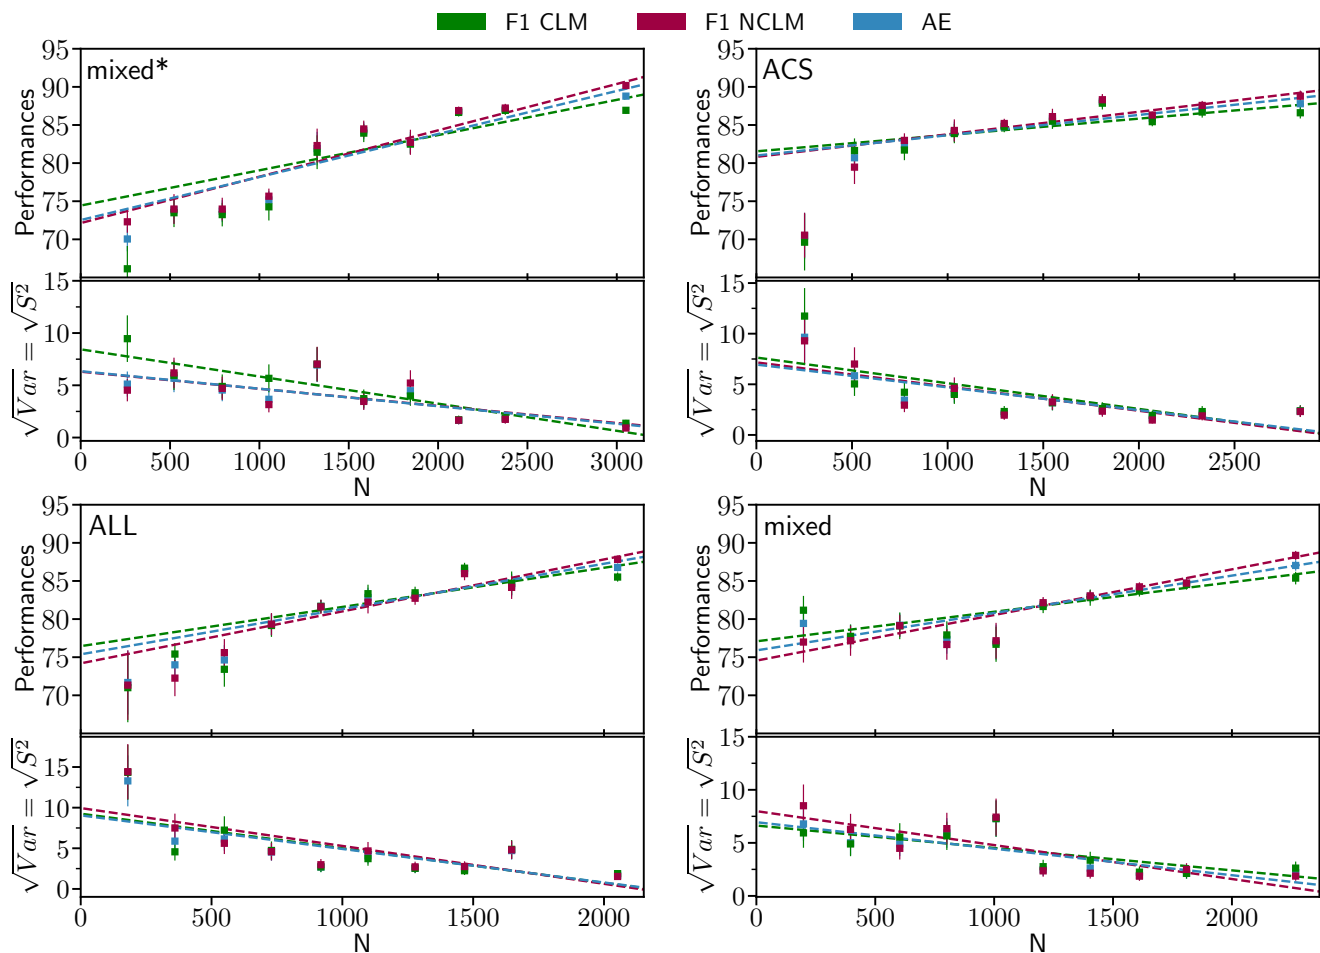 F1 CLM F1 NCLM AE
mixed*
Performances
95
90
85
80
75
70
√Var = √S²
15
10
5
0
0 500 1000 1500 2000 2500 3000
N
ACS
Performances
95
90
85
80
75
70
√Var = √S²
15
10
5
0
0 500 1000 1500 2000 2500
N
ALL
Performances
95
90
85
80
75
70
√Var = √S²
15
10
5
0
0 500 1000 1500 2000
N
mixed
Performances
95
90
85
80
75
70
√Var = √S²
15
10
5
0
0 500 1000 1500 2000
N